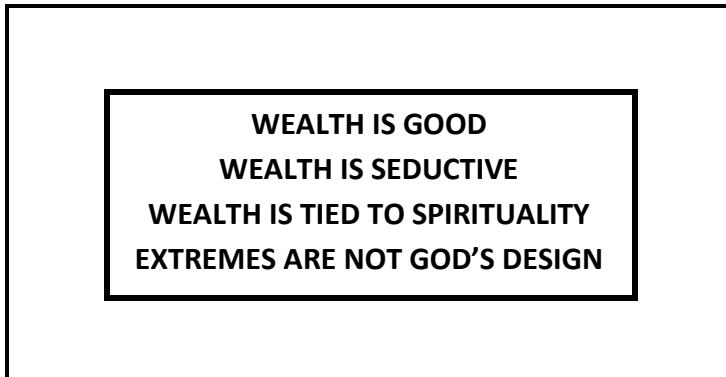 WEALTH IS GOOD
WEALTH IS SEDUCTIVE
WEALTH IS TIED TO SPIRITUALITY
EXTREMES ARE NOT GOD’S DESIGN